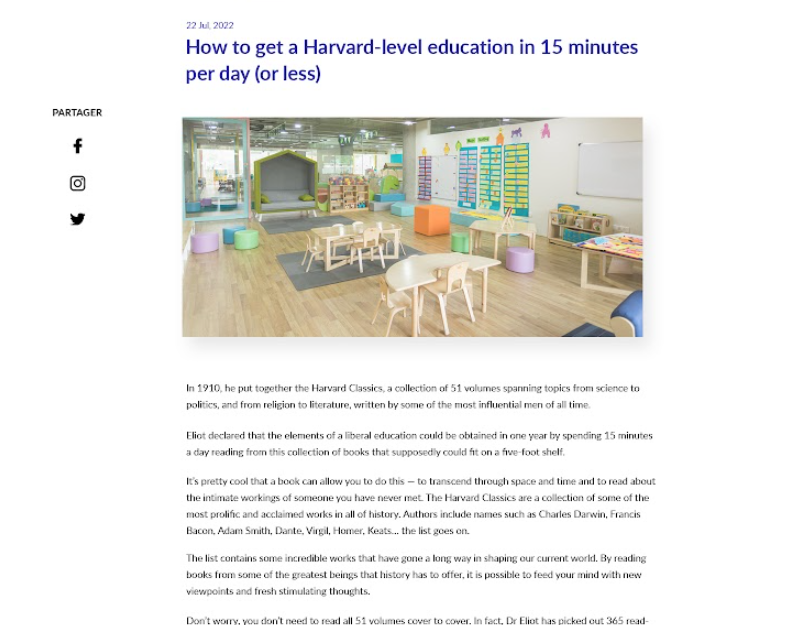 22 Jul, 2022
How to get a Harvard-level education in 15 minutes
per day (or less)
PARTAGER
In 1910, he put together the Harvard Classics, a collection of 51 volumes spanning topics from science to
politics, and from religion to literature, written by some of the most influential men of all time.
Eliot declared that the elements of a liberal education could be obtained in one year by spending 15 minutes
a day reading from this collection of books that supposedly could fit on a five-foot shelf.
It's pretty cool that a book can allow you to do this — to transcend through space and time and to read about
the intimate workings of someone you have never met. The Harvard Classics are a collection of some of the
most prolific and acclaimed works in all of history. Authors include names such as Charles Darwin, Francis
Bacon, Adam Smith, Dante, Virgil, Homer, Keats... the list goes on.
The list contains some incredible works that have gone a long way in shaping our current world. By reading
books from some of the greatest beings that history has to offer, it is possible to feed your mind with new
viewpoints and fresh stimulating thoughts.
Don't worry, you don't need to read all 51 volumes cover to cover. In fact, Dr Eliot has picked out 365 read-